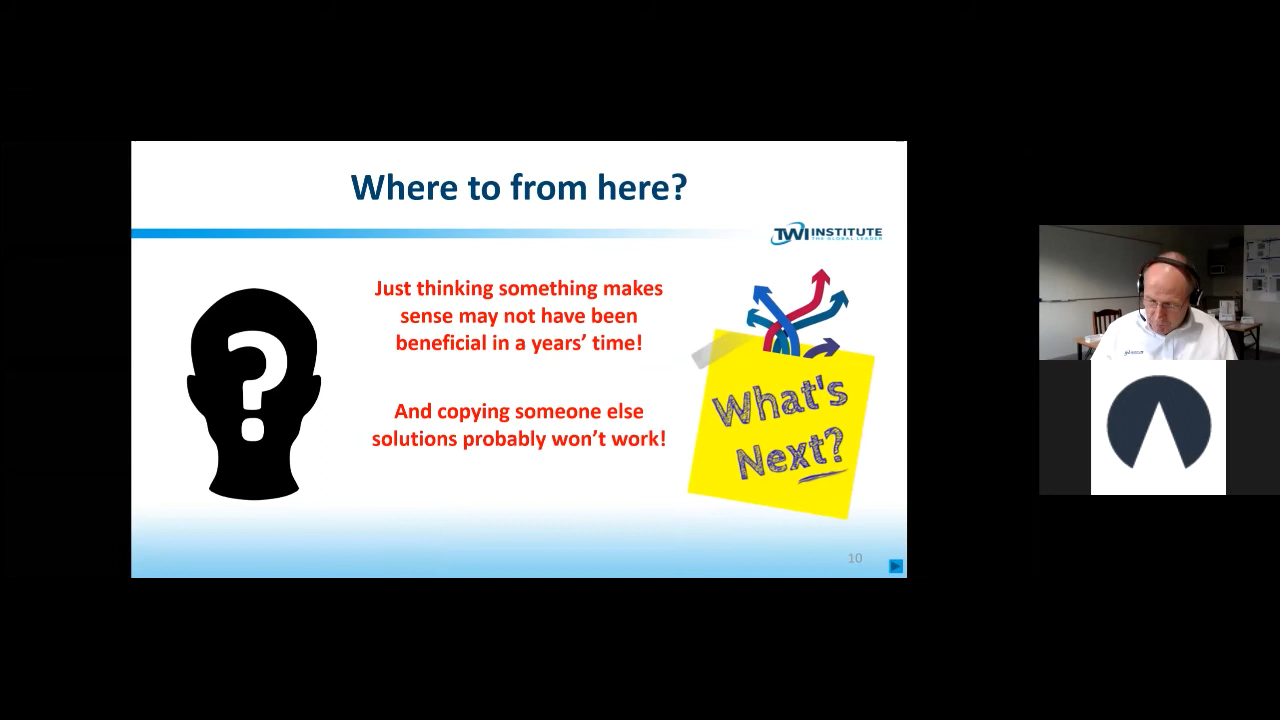 Where to from here?
TWI INSTITUTE
THE GLOBAL LEADER
Just thinking something makes
sense may not have been
beneficial in a years’ time!
And copying someone else
solutions probably won’t work!
?
What's
Next?
10